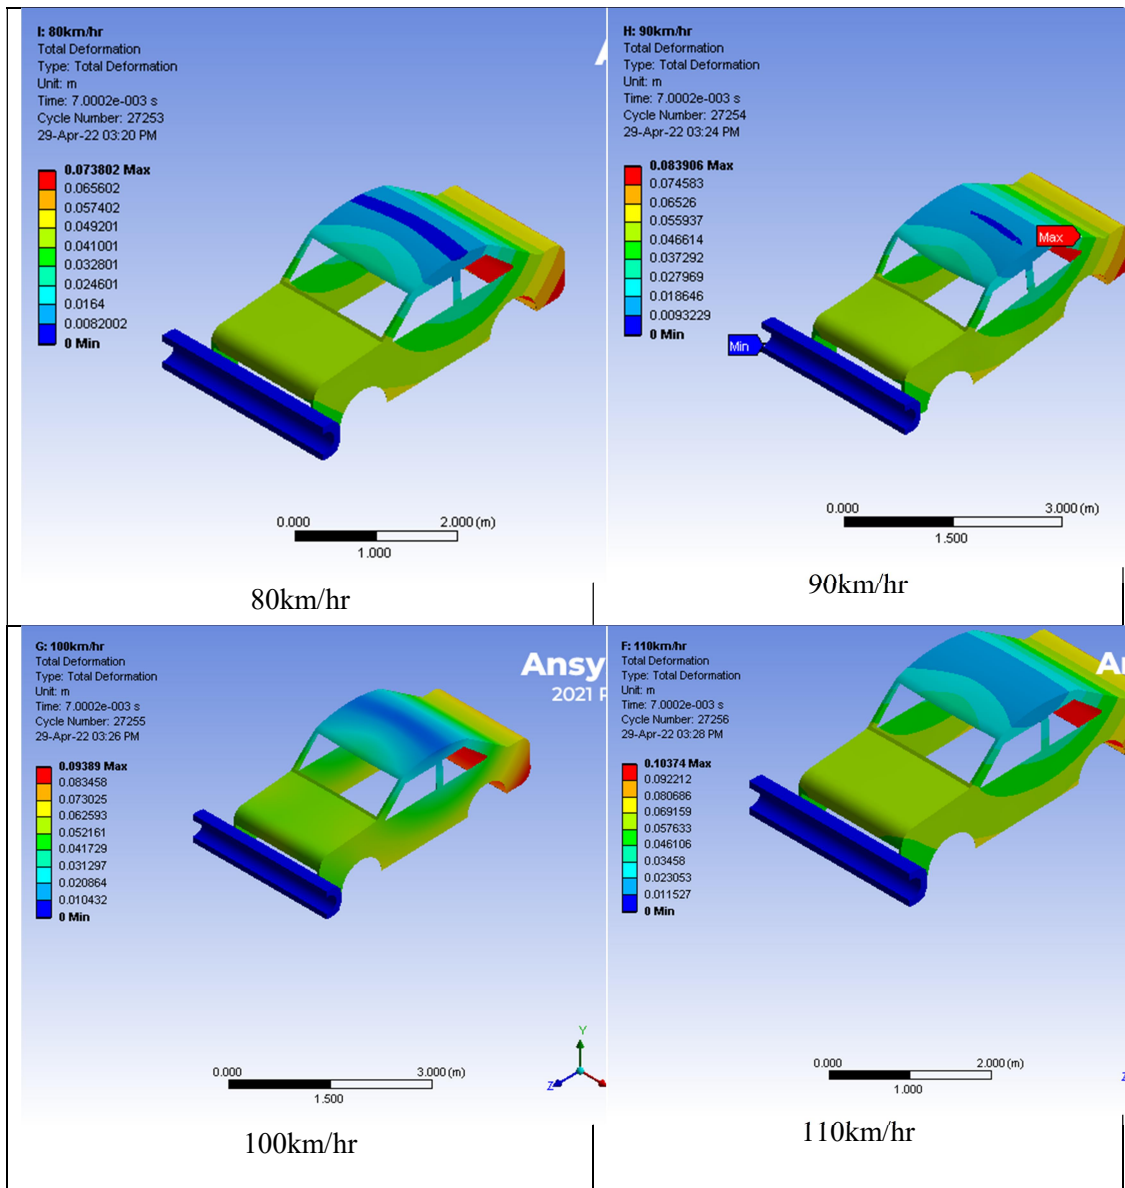 I: 80km/hr
Total Deformation
Type: Total Deformation
Unit: m
Time: 7.0002e-003 s
Cycle Number: 27253
29-Apr-22 03:20 PM
0.073802 Max
0.065602
0.057402
0.049201
0.041001
0.032801
0.024601
0.0164
0.0082002
0 Min
0.000
2.000 (m)
1.000
80km/hr
H: 90km/hr
Total Deformation
Type: Total Deformation
Unit: m
Time: 7.0002e-003 s
Cycle Number: 27254
29-Apr-22 03:24 PM
0.083906 Max
0.074583
0.06526
0.055937
0.046614
0.037292
0.027969
0.018646
0.0093229
0 Min
Max
Min
0.000
3.000 (m)
1.500
90km/hr
G: 100km/hr
Total Deformation
Type: Total Deformation
Unit: m
Time: 7.0002e-003 s
Cycle Number: 27255
29-Apr-22 03:26 PM
Ansy
2021
0.09389 Max
0.083458
0.073025
0.062593
0.052161
0.041729
0.031297
0.020864
0.010432
0 Min
Y
Z
0.000
3.000 (m)
1.500
100km/hr
F: 110km/hr
Total Deformation
Type: Total Deformation
Unit: m
Time: 7.0002e-003 s
Cycle Number: 27256
29-Apr-22 03:28 PM
0.10374 Max
0.092212
0.080686
0.069159
0.057633
0.046106
0.03458
0.023053
0.011527
0 Min
0.000
2.000 (m)
1.000
110km/hr